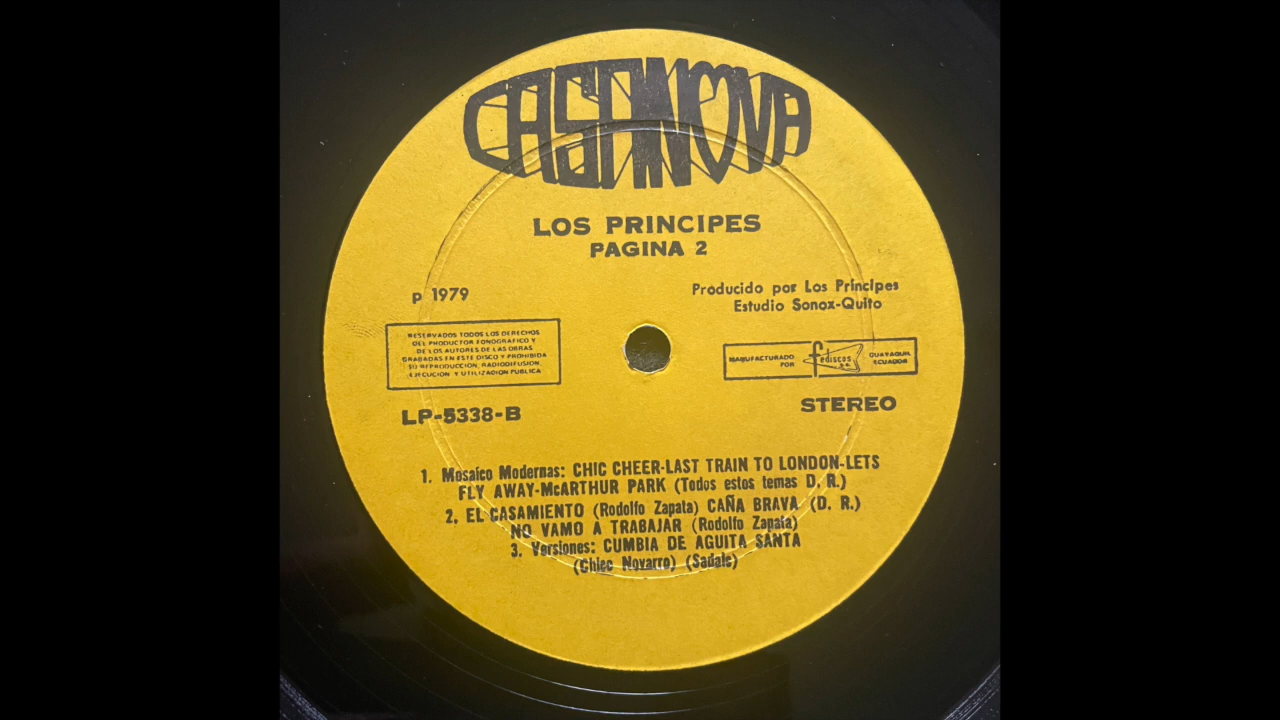 CASANOVA
LOS PRINCIPES
PAGINA 2
p 1979
Producido por Los Príncipes
Estudio Sonox-Quito
RESERVADOS TODOS LOS DERECHOS
DEL PRODUCTOR FONOGRAFICO Y
DE LOS AUTORES DE LAS OBRAS
GRABADAS EN ESTE DISCO Y PROHIBIDA
SU REPRODUCCION, RADIODIFUSION,
EJECUCION Y UTILIZACION PUBLICA
MANUFACTURADO
POR
fediscos
GUAYAQUIL
ECUADOR
LP-5338-B
STEREO
1. Mosaico Modernas: CHIC CHEER-LAST TRAIN TO LONDON-LETS
FLY AWAY-McARTHUR PARK (Todos estos temas D. R.)
2. EL CASAMIENTO (Rodolfo Zapata) CAÑA BRAVA (D. R.)
NO VAMO A TRABAJAR (Rodolfo Zapata)
3. Versiones: CUMBIA DE AGUITA SANTA
(Chico Novarro)